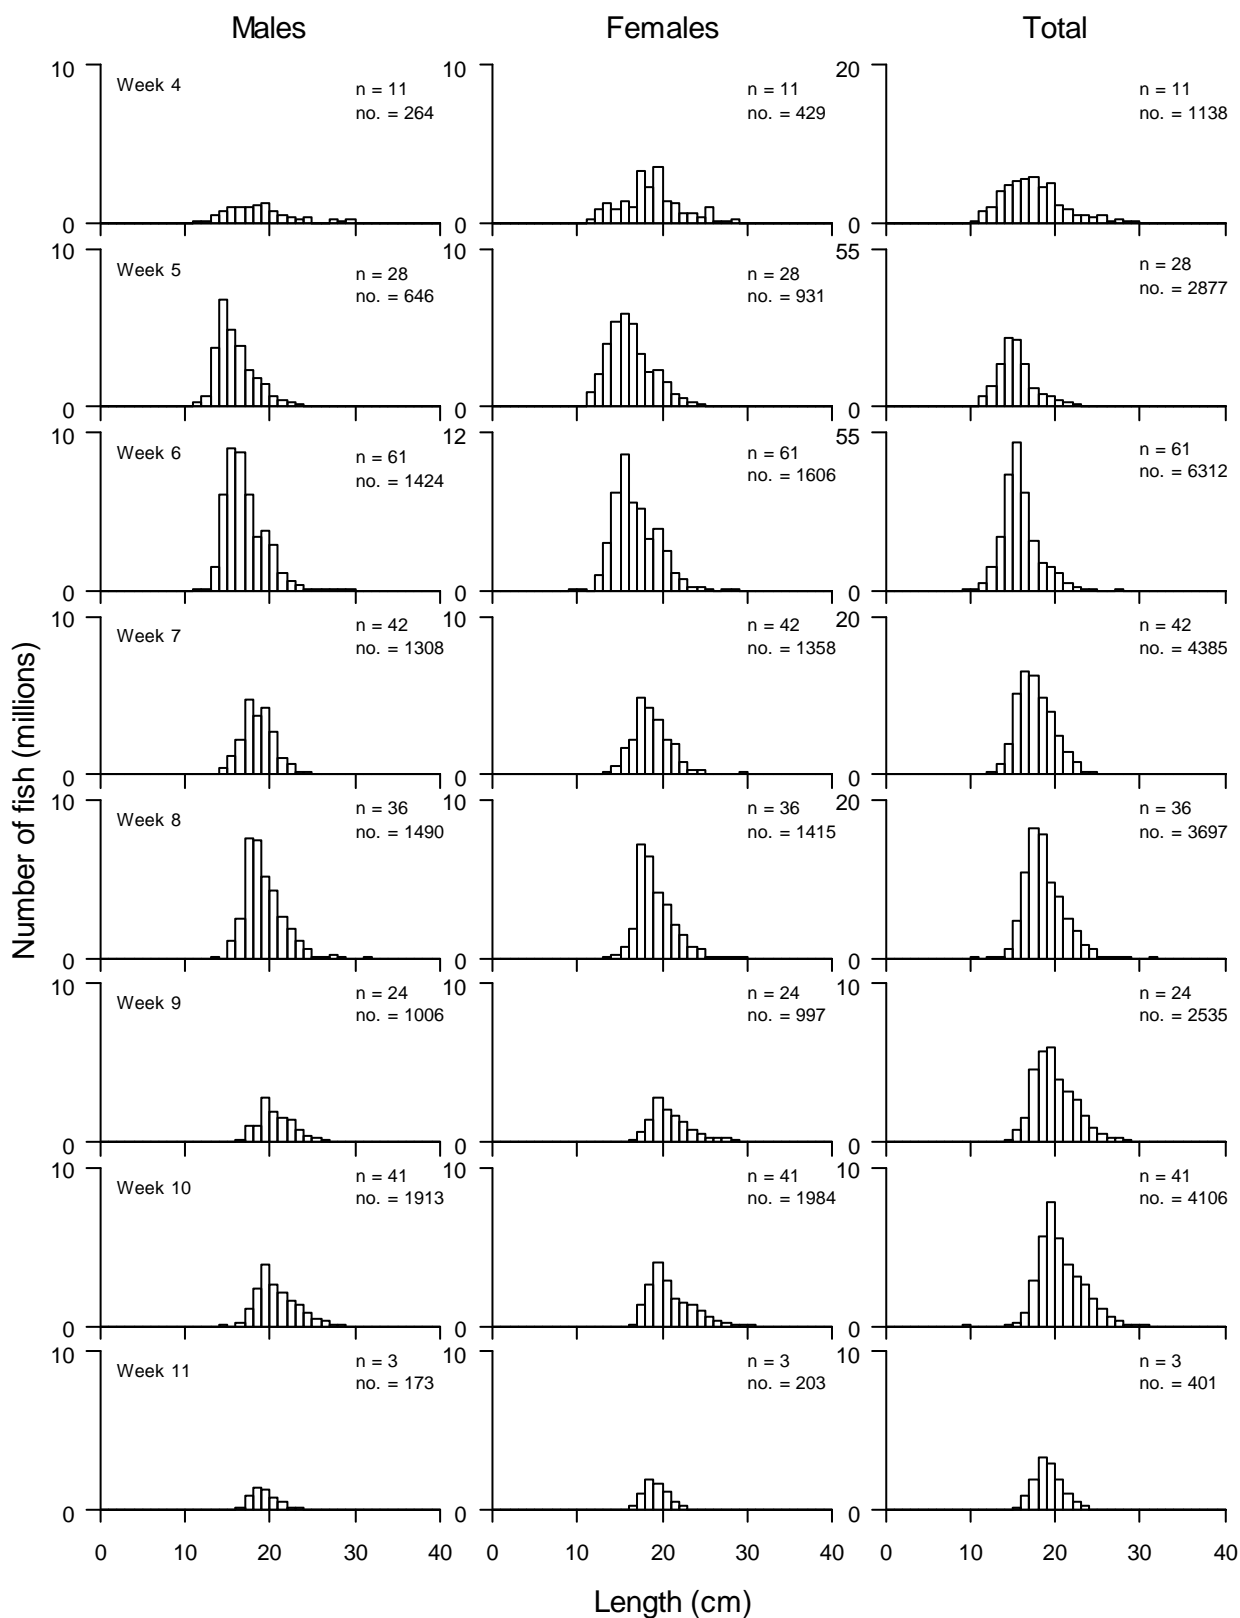 Males Females Total
10 10 20
Week 4
n = 11 n = 11 n = 11
no. = 264 no. = 429 no. = 1138
0 0 0
10 10 55
Week 5
n = 28 n = 28 n = 28
no. = 646 no. = 931 no. = 2877
0 0 0
10 12 55
Week 6
n = 61 n = 61 n = 61
no. = 1424 no. = 1606 no. = 6312
0 0 0
10 10 20
Week 7
n = 42 n = 42 n = 42
no. = 1308 no. = 1358 no. = 4385
0 0 0
10 10 20
Week 8
n = 36 n = 36 n = 36
no. = 1490 no. = 1415 no. = 3697
0 0 0
10 10 10
Week 9
n = 24 n = 24 n = 24
no. = 1006 no. = 997 no. = 2535
0 0 0
10 10 10
Week 10
n = 41 n = 41 n = 41
no. = 1913 no. = 1984 no. = 4106
0 0 0
10 10 10
Week 11
n = 3 n = 3 n = 3
no. = 173 no. = 203 no. = 401
0 0 0
0 10 20 30 40 0 10 20 30 40 0 10 20 30 40
Length (cm)
Number of fish (millions)